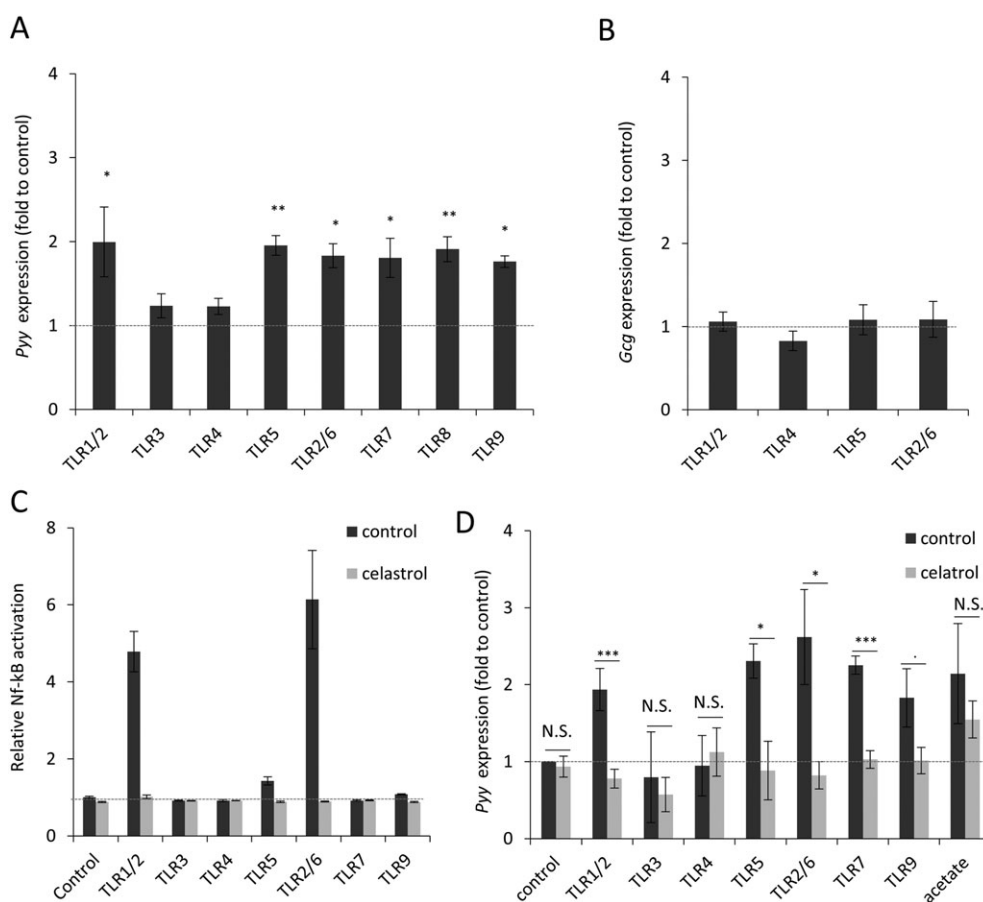 A
Pyy expression (fold to control)
4
3
2
1
0
*
**
*
*
**
*
TLR1/2
TLR3
TLR4
TLR5
TLR2/6
TLR7
TLR8
TLR9
B
Gcg expression (fold to control)
4
3
2
1
0
TLR1/2
TLR4
TLR5
TLR2/6
C
Relative Nf-kB activation
8
6
4
2
0
control
celastrol
Control
TLR1/2
TLR3
TLR4
TLR5
TLR2/6
TLR7
TLR9
D
Pyy expression (fold to control)
4
3
2
1
0
control
celatrol
N.S.
***
N.S.
N.S.
*
*
***
.
N.S.
control
TLR1/2
TLR3
TLR4
TLR5
TLR2/6
TLR7
TLR9
acetate